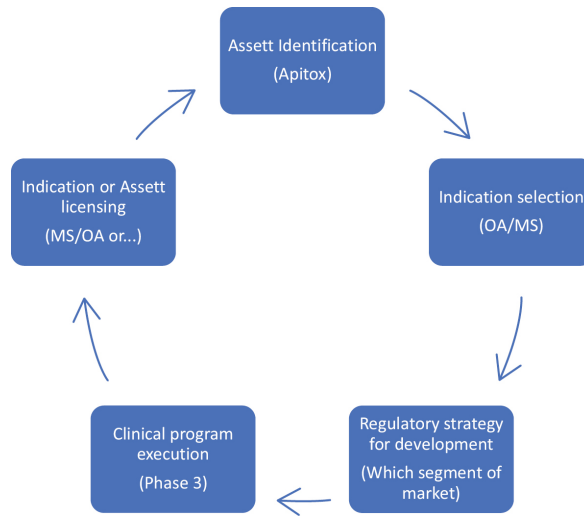 Assett Identification
(Apitox)
Indication selection
(OA/MS)
Regulatory strategy
for development
(Which segment of
market)
Clinical program
execution
(Phase 3)
Indication or Assett
licensing
(MS/OA or...)